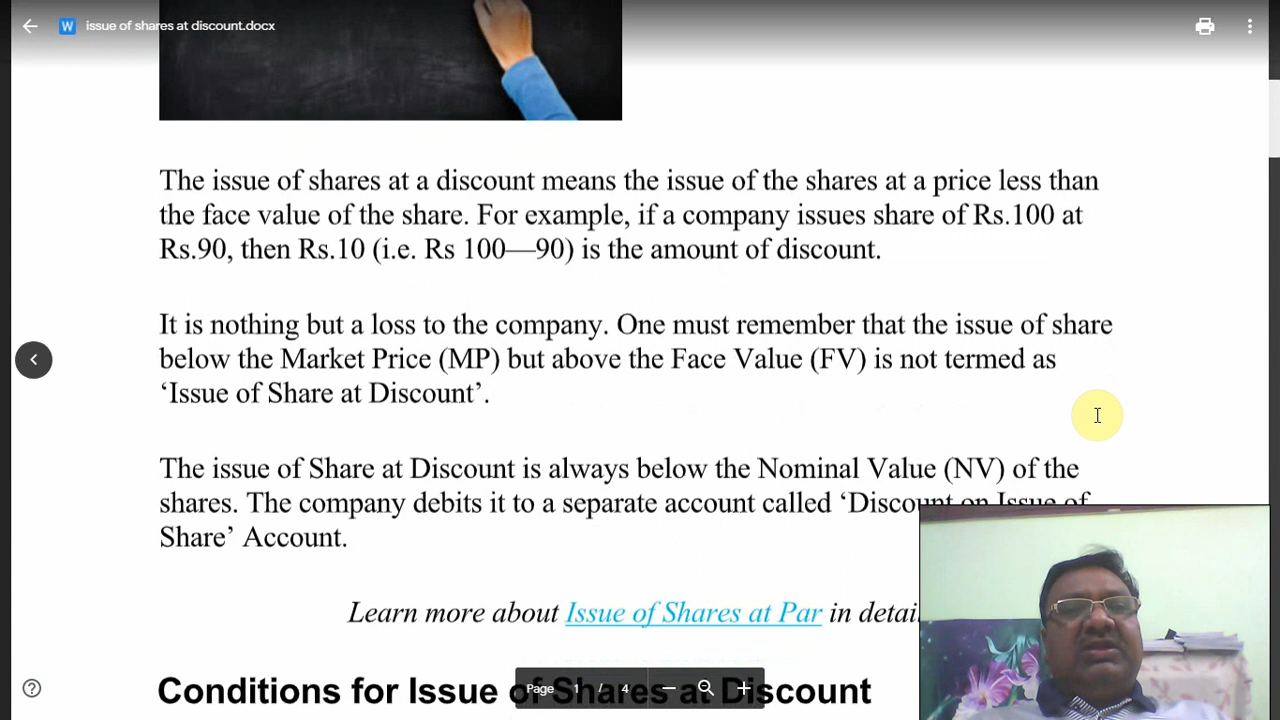 issue of shares at discount.docx
The issue of shares at a discount means the issue of the shares at a price less than
the face value of the share. For example, if a company issues share of Rs.100 at
Rs.90, then Rs.10 (i.e. Rs 100—90) is the amount of discount.
It is nothing but a loss to the company. One must remember that the issue of share
below the Market Price (MP) but above the Face Value (FV) is not termed as
‘Issue of Share at Discount’.
The issue of Share at Discount is always below the Nominal Value (NV) of the
shares. The company debits it to a separate account called ‘Discount on Issue of
Share’ Account.
Learn more about Issue of Shares at Par in detail
Conditions for Issue of Shares at Discount
Page 1 / 4